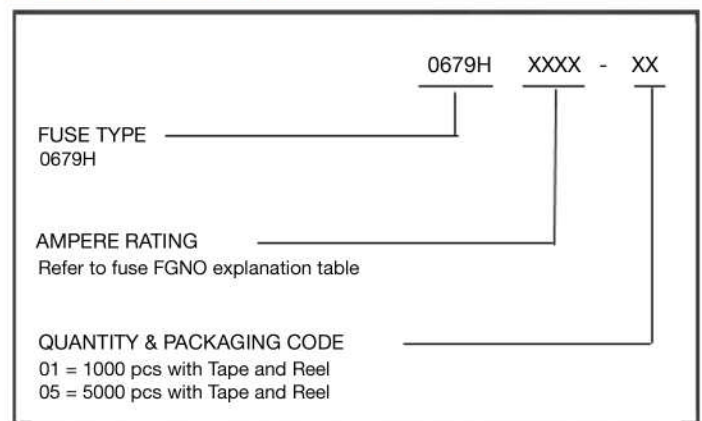 0679H XXXX - XX
FUSE TYPE
0679H
AMPERE RATING
Refer to fuse FGNO explanation table
QUANTITY & PACKAGING CODE
01 = 1000 pcs with Tape and Reel
05 = 5000 pcs with Tape and Reel